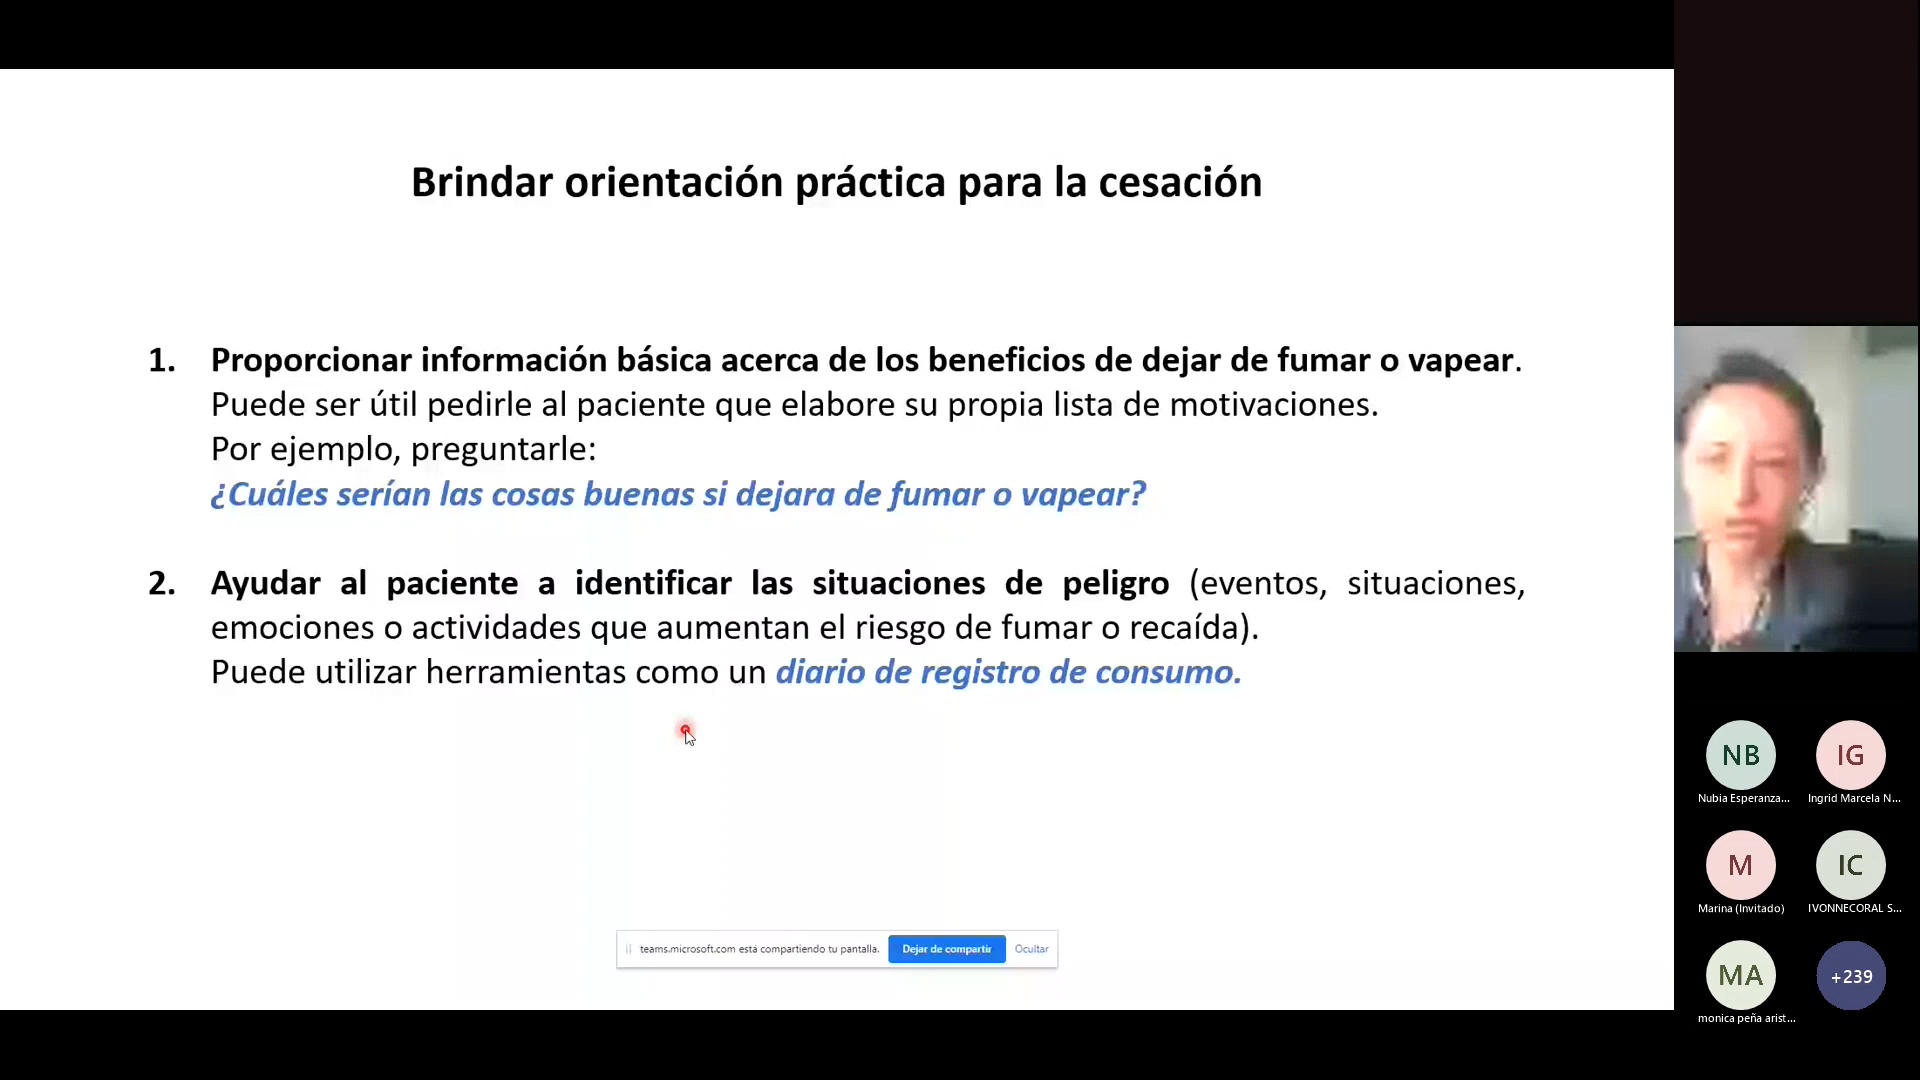 Brindar orientación práctica para la cesación
1. Proporcionar información básica acerca de los beneficios de dejar de fumar o vapear.
Puede ser útil pedirle al paciente que elabore su propia lista de motivaciones.
Por ejemplo, preguntarle:
¿Cuáles serían las cosas buenas si dejara de fumar o vapear?
2. Ayudar al paciente a identificar las situaciones de peligro (eventos, situaciones,
emociones o actividades que aumentan el riesgo de fumar o recaída).
Puede utilizar herramientas como un diario de registro de consumo.
teams.microsoft.com está compartiendo tu pantalla. Dejar de compartir Ocultar
NB IG
Nubia Esperanza... Ingrid Marcela N...
M IC
Marina (Invitado) IVONNECORAL S...
MA +239
monica peña arist...